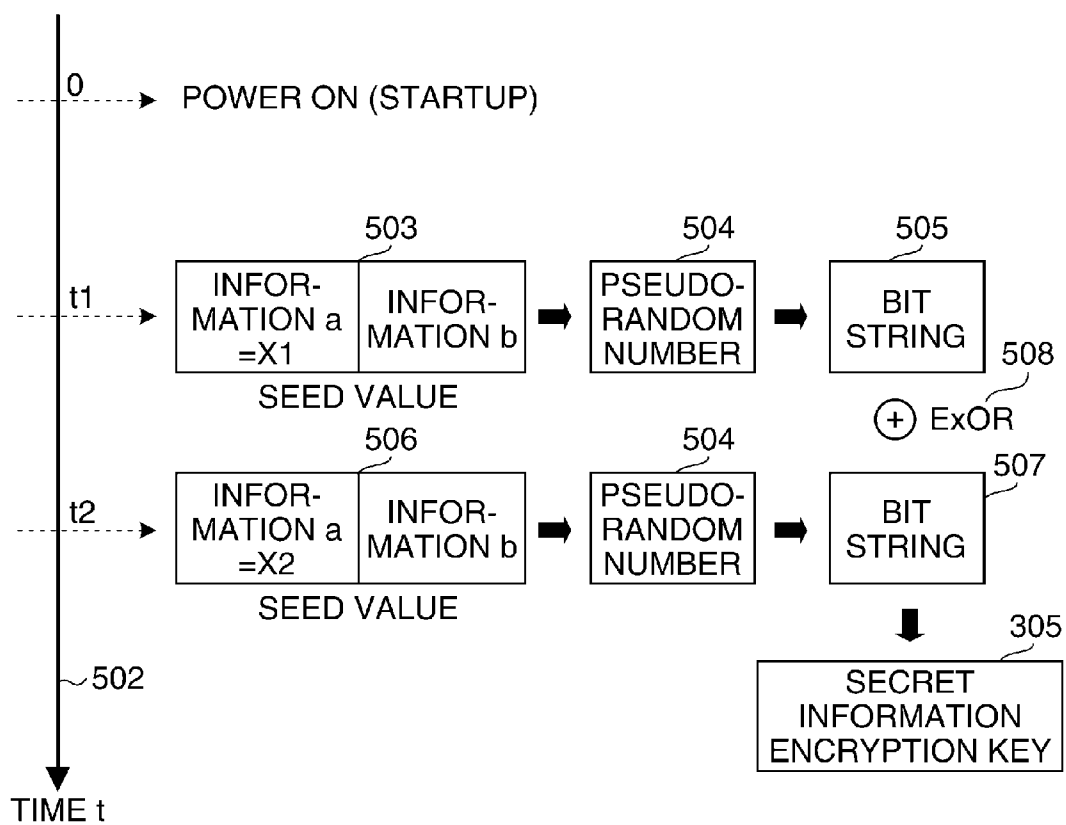 0
POWER ON (STARTUP)
503
504
505
t1
INFOR-
MATION a
=X1
INFOR-
MATION b
PSEUDO-
RANDOM
NUMBER
BIT
STRING
508
SEED VALUE
+ ExOR
506
504
507
t2
INFOR-
MATION a
=X2
INFOR-
MATION b
PSEUDO-
RANDOM
NUMBER
BIT
STRING
SEED VALUE
305
502
SECRET
INFORMATION
ENCRYPTION KEY
TIME t